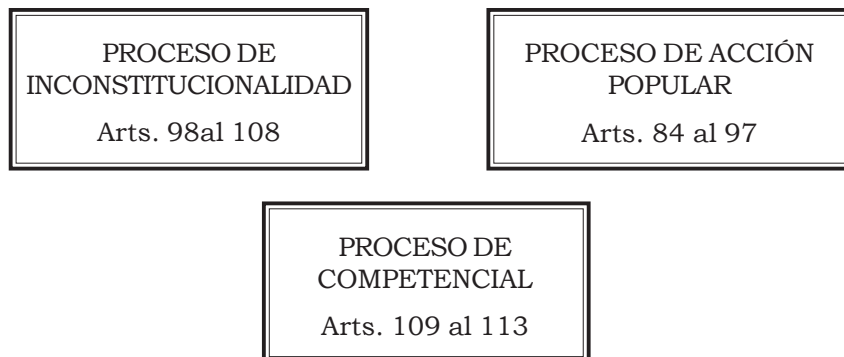 PROCESO DE
INCONSTITUCIONALIDAD
Arts. 98al 108
PROCESO DE ACCIÓN
POPULAR
Arts. 84 al 97
PROCESO DE
COMPETENCIAL
Arts. 109 al 113